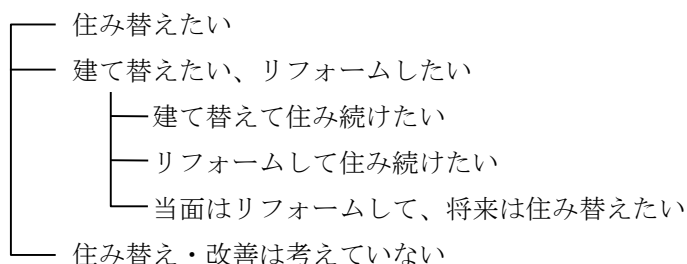 住み替えたい
建て替えたい、リフォームしたい
建て替えて住み続けたい
リフォームして住み続けたい
当面はリフォームして、将来は住み替えたい
住み替え・改善は考えていない